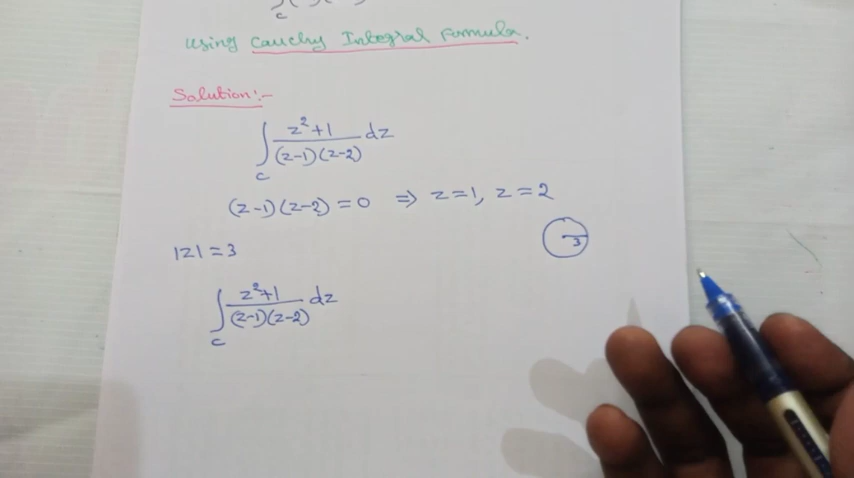 c
Using Cauchy Integral Formula.
Solution:-
∫_c (z²+1)/((z-1)(z-2)) dz
(z-1)(z-2) = 0 ⇒ z=1, z=2
3
|z| = 3
∫_c (z²+1)/((z-1)(z-2)) dz